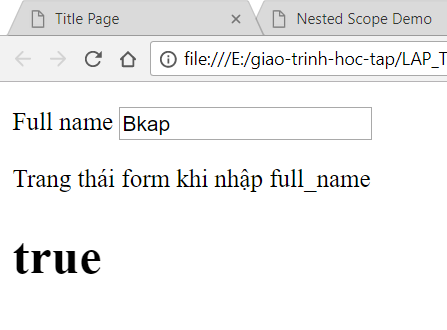 Title Page
Nested Scope Demo
file:///E:/giao-trinh-hoc-tap/LAP_T
Full name Bkap
Trang thái form khi nhập full_name
true